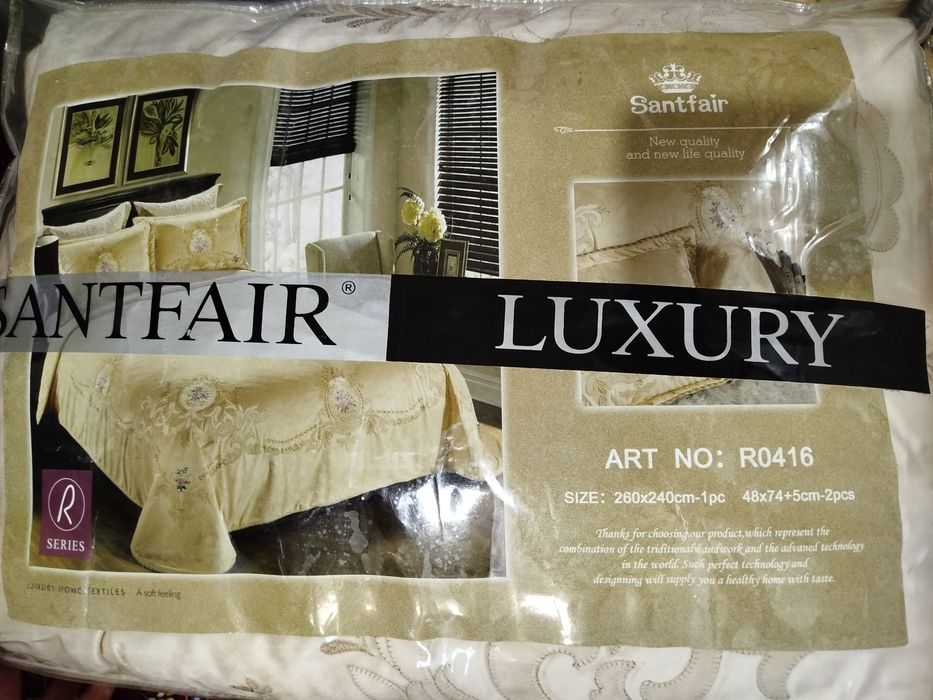 Santfair
New quality
and new life quality
SANTFAIR®
LUXURY
ART NO: R0416
SIZE: 260x240cm-1pc 48x74+5cm-2pcs
Thanks for choosing our product,which represent the
combination of the triditional handwork and the advaned technology
in the world. Such perfect technology and
designning will supply you a healthy home with taste.
R
SERIES
LUXURY HOME TEXTILES A soft feeling